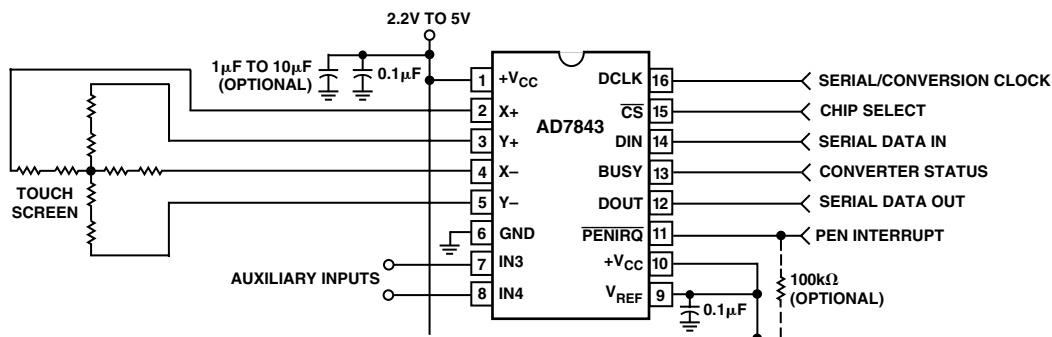 2.2V TO 5V
1µF TO 10µF
(OPTIONAL)
0.1µF
TOUCH
SCREEN
AUXILIARY INPUTS
AD7843
1 +VCC
2 X+
3 Y+
4 X–
5 Y–
6 GND
7 IN3
8 IN4
DCLK 16
CS 15
DIN 14
BUSY 13
DOUT 12
PENIRQ 11
+VCC 10
VREF 9
SERIAL/CONVERSION CLOCK
CHIP SELECT
SERIAL DATA IN
CONVERTER STATUS
SERIAL DATA OUT
PEN INTERRUPT
100kΩ
(OPTIONAL)
0.1µF